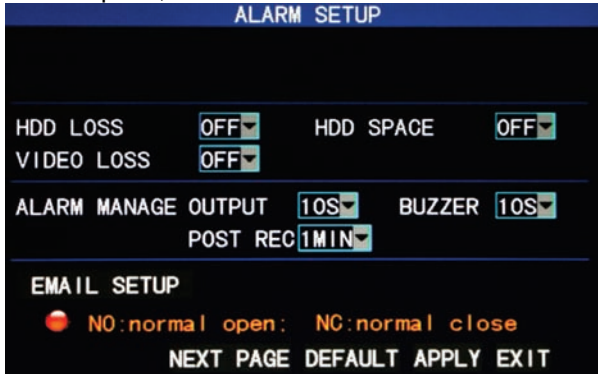 ALARM SETUP
HDD LOSS OFF HDD SPACE OFF
VIDEO LOSS OFF
ALARM MANAGE OUTPUT 10S BUZZER 10S
POST REC 1MIN
EMAIL SETUP
NO:normal open; NC:normal close
NEXT PAGE DEFAULT APPLY EXIT